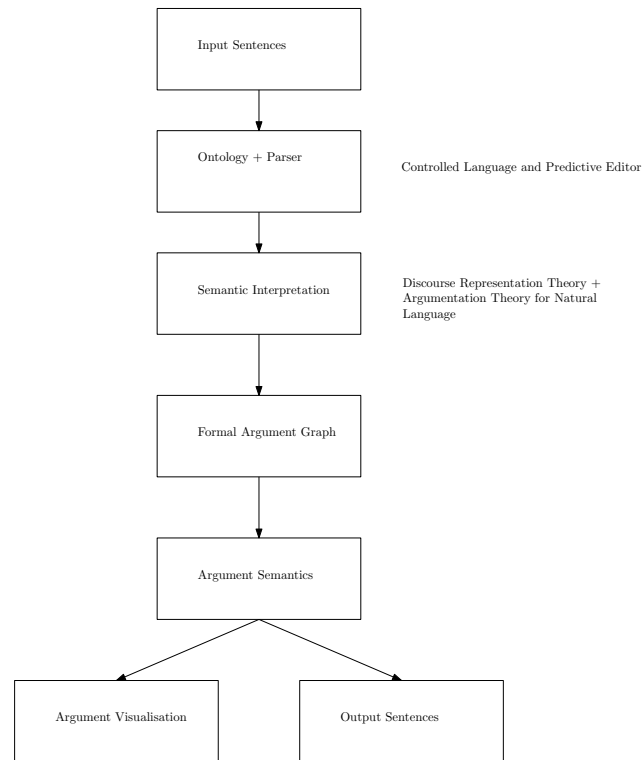 Input Sentences
Ontology + Parser
Controlled Language and Predictive Editor
Semantic Interpretation
Discourse Representation Theory +
Argumentation Theory for Natural
Language
Formal Argument Graph
Argument Semantics
Argument Visualisation
Output Sentences